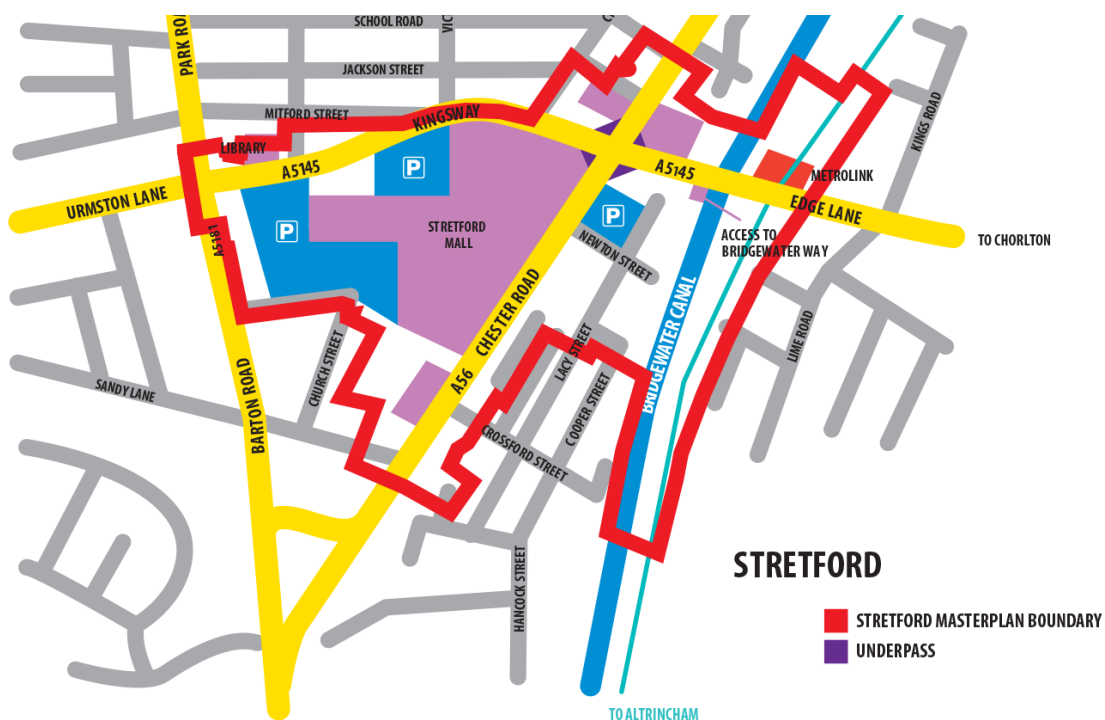 SCHOOL ROAD
VIC
PARK RO
JACKSON STREET
MITFORD STREET
KINGSWAY
LIBRARY
A5145
P
URMSTON LANE
A5181
P
STRETFORD
MALL
P
A5145
METROLINK
EDGE LANE
KINGS ROAD
TO CHORLTON
ACCESS TO
BRIDGEWATER WAY
NEWTON STREET
CHESTER ROAD
A56
BRIDGEWATER CANAL
LIME ROAD
LACY STREET
COOPER STREET
CHURCH STREET
SANDY LANE
BARTON ROAD
CROSSFORD STREET
HANCOCK STREET
STRETFORD
STRETFORD MASTERPLAN BOUNDARY
UNDERPASS
TO ALTRINCHAM